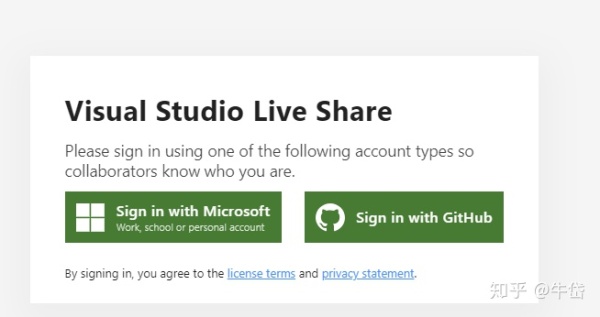 Visual Studio Live Share
Please sign in using one of the following account types so
collaborators know who you are.
Sign in with Microsoft
Work, school or personal account
Sign in with GitHub
By signing in, you agree to the license terms and privacy statement.
知乎 @牛岱